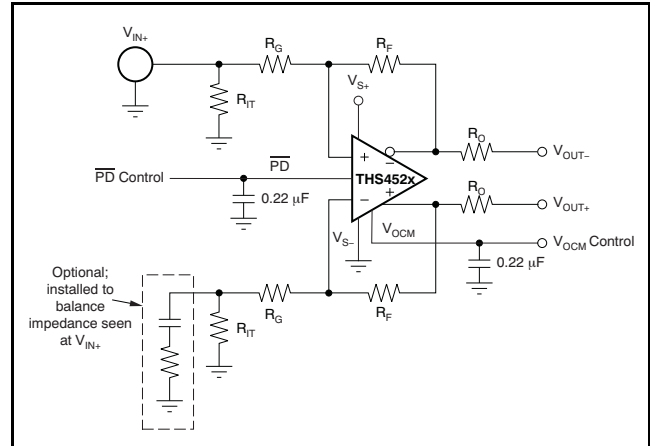 V_IN+
R_G
R_F
V_S+
R_IT
R_O
V_OUT−
+
−
PD
PD Control
THS452x
0.22 μF
−
+
R_O
V_OUT+
V_S−
V_OCM
V_OCM Control
0.22 μF
Optional;
installed to
balance
impedance seen
at V_IN+
R_IT
R_G
R_F